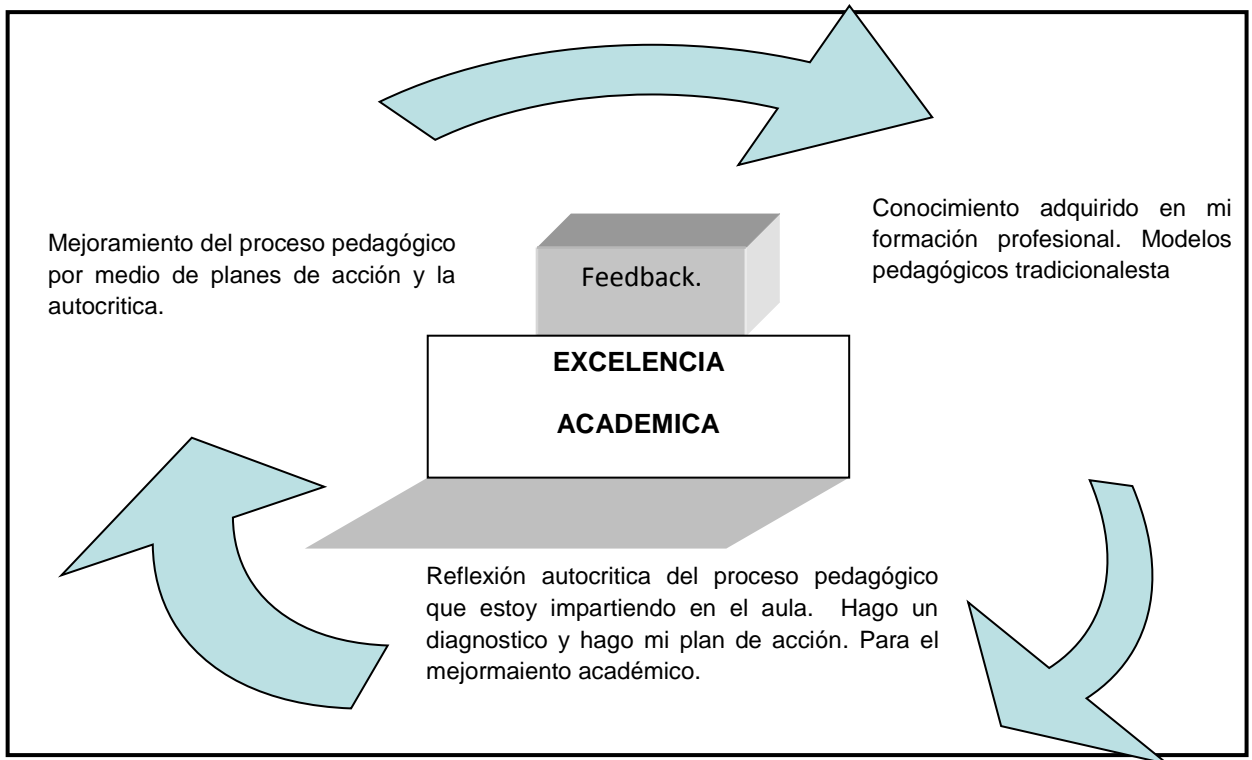 Mejoramiento del proceso pedagógico
por medio de planes de acción y la
autocritica.
Feedback.
Conocimiento adquirido en mi
formación profesional. Modelos
pedagógicos tradicionalesta
EXCELENCIA
ACADEMICA
Reflexión autocritica del proceso pedagógico
que estoy impartiendo en el aula. Hago un
diagnostico y hago mi plan de acción. Para el
mejormaiento académico.